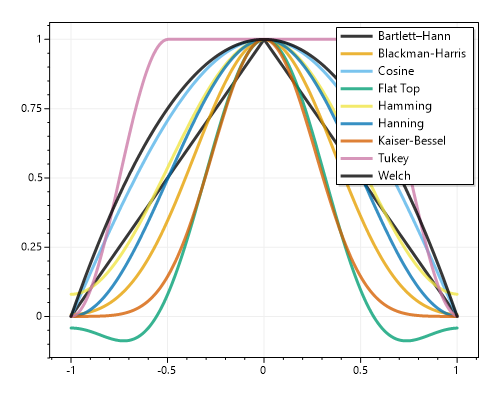 1
0.75
0.5
0.25
0
-1
-0.5
0
0.5
1
Bartlett–Hann
Blackman-Harris
Cosine
Flat Top
Hamming
Hanning
Kaiser-Bessel
Tukey
Welch